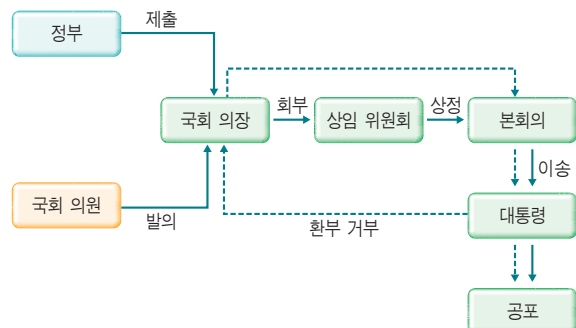 정부
제출
국회 의장
회부
상임 위원회
상정
본회의
이송
국회 의원
발의
환부 거부
대통령
공포